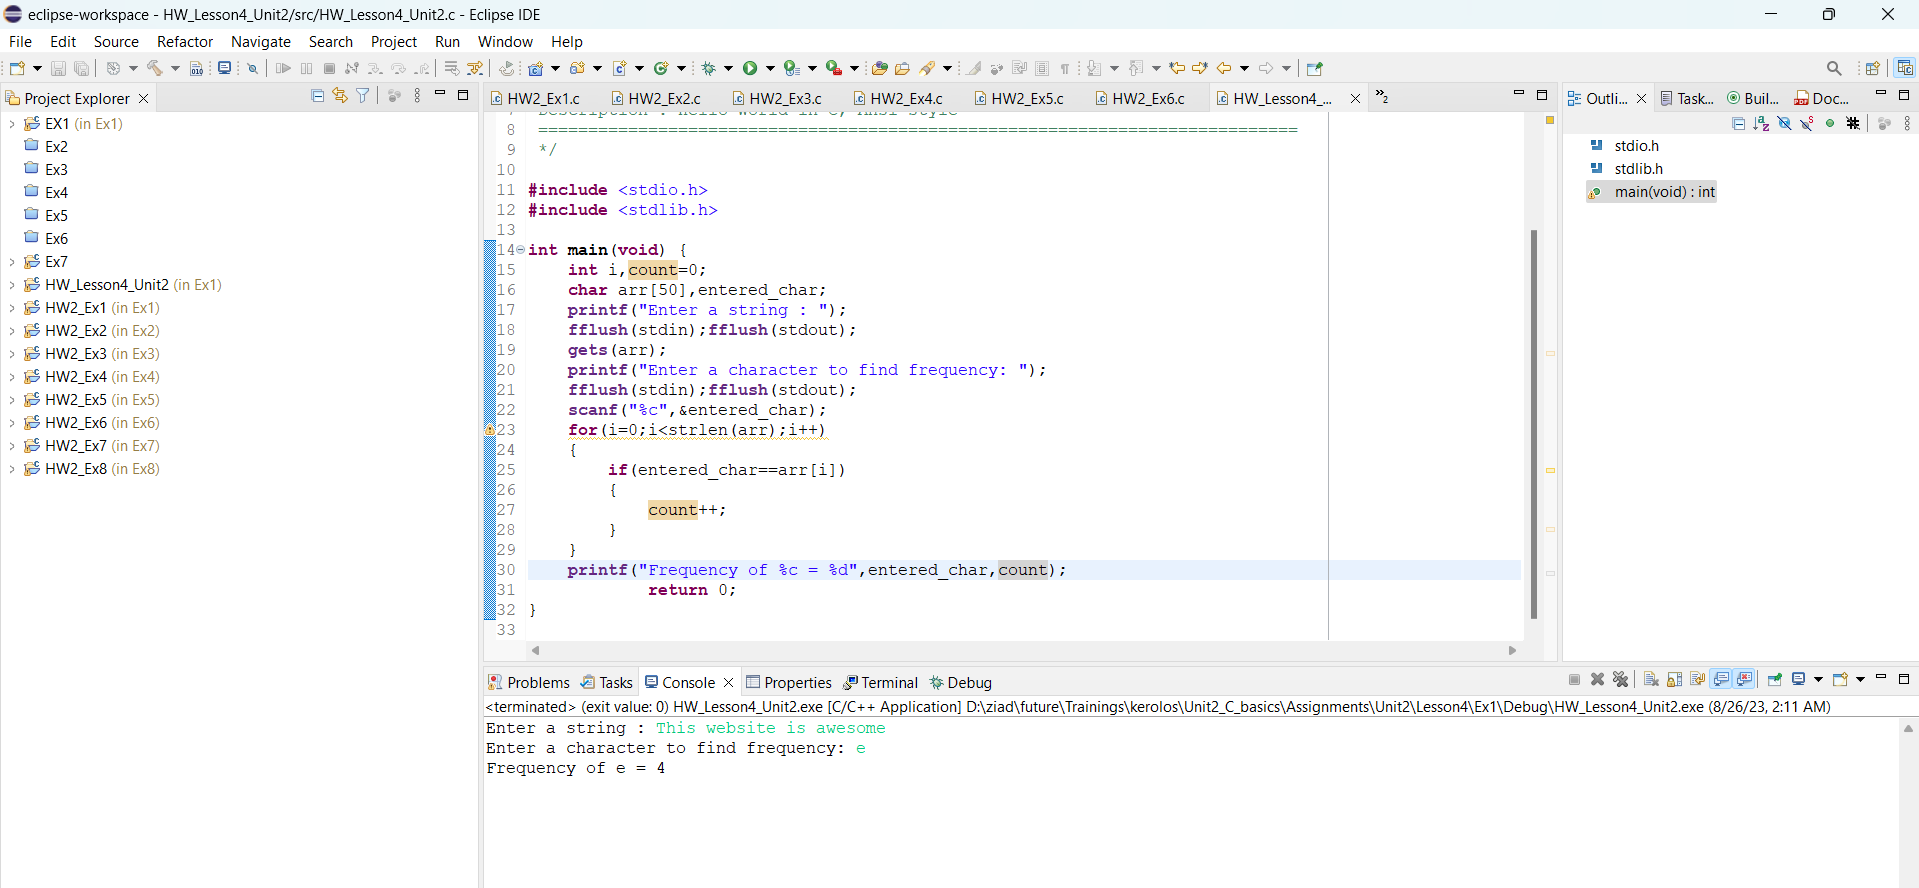 eclipse-workspace - HW_Lesson4_Unit2/src/HW_Lesson4_Unit2.c - Eclipse IDE
File Edit Source Refactor Navigate Search Project Run Window Help
Project Explorer
EX1 (in Ex1)
Ex2
Ex3
Ex4
Ex5
Ex6
Ex7
HW_Lesson4_Unit2 (in Ex1)
HW2_Ex1 (in Ex1)
HW2_Ex2 (in Ex2)
HW2_Ex3 (in Ex3)
HW2_Ex4 (in Ex4)
HW2_Ex5 (in Ex5)
HW2_Ex6 (in Ex6)
HW2_Ex7 (in Ex7)
HW2_Ex8 (in Ex8)
HW2_Ex1.c HW2_Ex2.c HW2_Ex3.c HW2_Ex4.c HW2_Ex5.c HW2_Ex6.c HW_Lesson4_... »2
7 Description : Hello World in C, Ansi-style
8 ============================================================================
9 */
10
11 #include <stdio.h>
12 #include <stdlib.h>
13
14 int main(void) {
15 int i,count=0;
16 char arr[50],entered_char;
17 printf("Enter a string : ");
18 fflush(stdin);fflush(stdout);
19 gets(arr);
20 printf("Enter a character to find frequency: ");
21 fflush(stdin);fflush(stdout);
22 scanf("%c",&entered_char);
23 for(i=0;i<strlen(arr);i++)
24 {
25 if(entered_char==arr[i])
26 {
27 count++;
28 }
29 }
30 printf("Frequency of %c = %d",entered_char,count);
31 return 0;
32 }
33
Outli... Task... Buil... Doc...
stdio.h
stdlib.h
main(void) : int
Problems Tasks Console Properties Terminal Debug
<terminated> (exit value: 0) HW_Lesson4_Unit2.exe [C/C++ Application] D:\ziad\future\Trainings\kerolos\Unit2_C_basics\Assignments\Unit2\Lesson4\Ex1\Debug\HW_Lesson4_Unit2.exe (8/26/23, 2:11 AM)
Enter a string : This website is awesome
Enter a character to find frequency: e
Frequency of e = 4